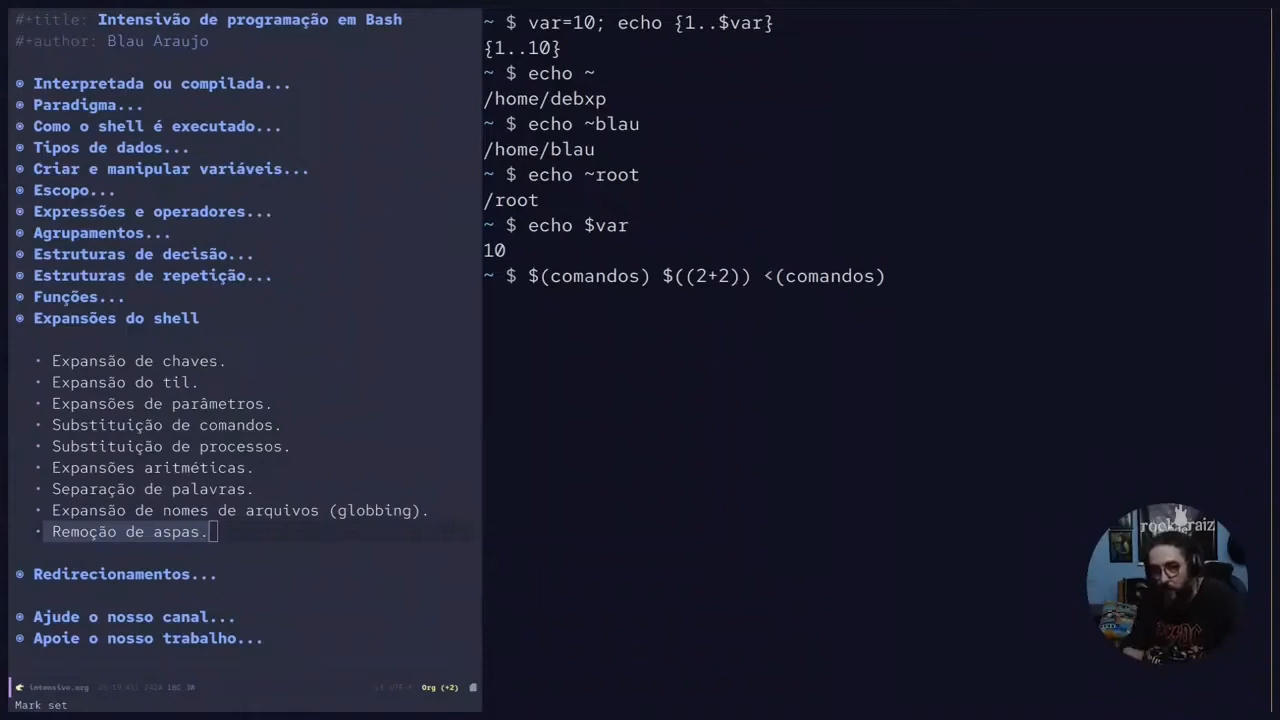 #+title: Intensivão de programação em Bash
#+author: Blau Araujo
Interpretada ou compilada...
Paradigma...
Como o shell é executado...
Tipos de dados...
Criar e manipular variáveis...
Escopo...
Expressões e operadores...
Agrupamentos...
Estruturas de decisão...
Estruturas de repetição...
Funções...
Expansões do shell
• Expansão de chaves.
• Expansão do til.
• Expansões de parâmetros.
• Substituição de comandos.
• Substituição de processos.
• Expansões aritméticas.
• Separação de palavras.
• Expansão de nomes de arquivos (globbing).
• Remoção de aspas.
Redirecionamentos...
Ajude o nosso canal...
Apoie o nosso trabalho...
intensivo.org
Org (+2)
Mark set
~ $ var=10; echo {1..$var}
{1..10}
~ $ echo ~
/home/debxp
~ $ echo ~blau
/home/blau
~ $ echo ~root
/root
~ $ echo $var
10
~ $ $(comandos) $((2+2)) <(comandos)